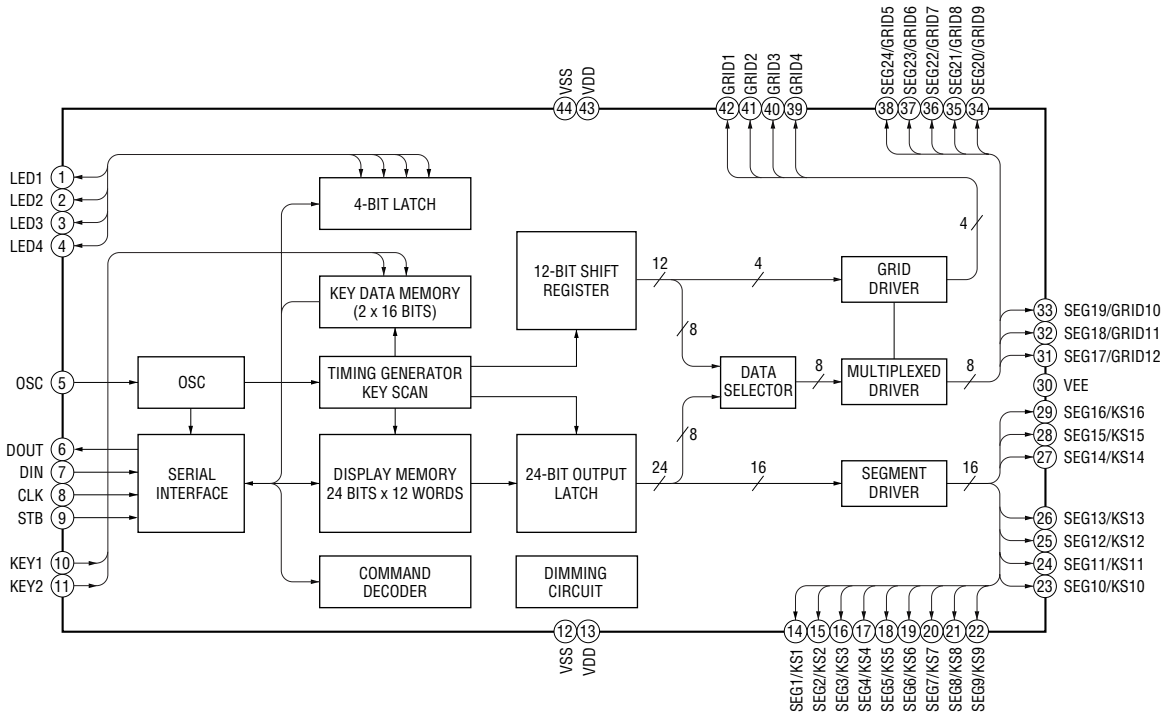 SEG24/GRID5
SEG23/GRID6
SEG22/GRID7
SEG21/GRID8
SEG20/GRID9
GRID1
GRID2
GRID3
GRID4
VSS
VDD
44
43
42
41
40
39
38
37
36
35
34
LED1
1
LED2
2
LED3
3
LED4
4
4-BIT LATCH
4
12-BIT SHIFT
REGISTER
12
4
GRID
DRIVER
KEY DATA MEMORY
(2 x 16 BITS)
8
33
SEG19/GRID10
32
SEG18/GRID11
31
SEG17/GRID12
OSC
5
OSC
TIMING GENERATOR
KEY SCAN
DATA
SELECTOR
8
MULTIPLEXED
DRIVER
8
30
VEE
29
SEG16/KS16
28
SEG15/KS15
27
SEG14/KS14
8
DOUT
6
DIN
7
CLK
8
STB
9
SERIAL
INTERFACE
DISPLAY MEMORY
24 BITS x 12 WORDS
24-BIT OUTPUT
LATCH
24
16
SEGMENT
DRIVER
16
26
SEG13/KS13
25
SEG12/KS12
24
SEG11/KS11
23
SEG10/KS10
KEY1
10
KEY2
11
COMMAND
DECODER
DIMMING
CIRCUIT
12
13
14
15
16
17
18
19
20
21
22
VSS
VDD
SEG1/KS1
SEG2/KS2
SEG3/KS3
SEG4/KS4
SEG5/KS5
SEG6/KS6
SEG7/KS7
SEG8/KS8
SEG9/KS9